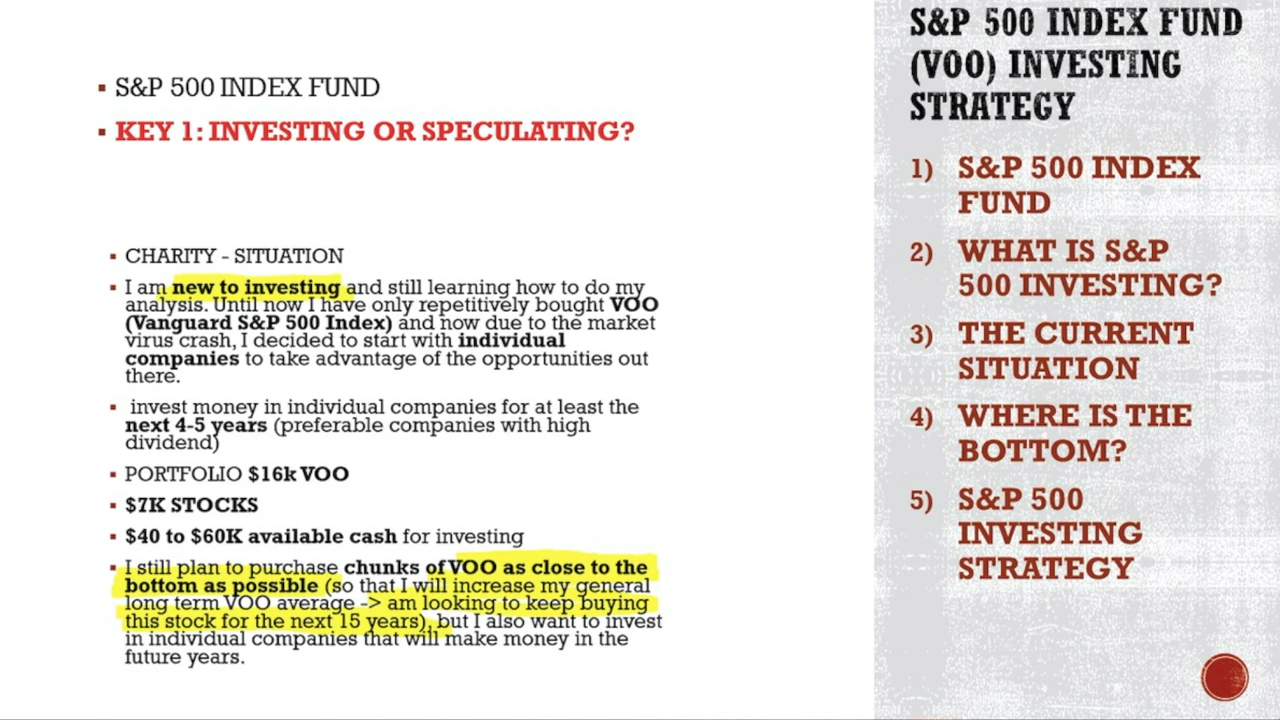 S&P 500 INDEX FUND
KEY 1: INVESTING OR SPECULATING?
CHARITY - SITUATION
I am new to investing and still learning how to do my
analysis. Until now I have only repetitively bought VOO
(Vanguard S&P 500 Index) and now due to the market
virus crash, I decided to start with individual
companies to take advantage of the opportunities out
there.
invest money in individual companies for at least the
next 4-5 years (preferable companies with high
dividend)
PORTFOLIO $16k VOO
$7K STOCKS
$40 to $60K available cash for investing
I still plan to purchase chunks of VOO as close to the
bottom as possible (so that I will increase my general
long term VOO average -> am looking to keep buying
this stock for the next 15 years), but I also want to invest
in individual companies that will make money in the
future years.
S&P 500 INDEX FUND
(VOO) INVESTING
STRATEGY
1) S&P 500 INDEX
FUND
2) WHAT IS S&P
500 INVESTING?
3) THE CURRENT
SITUATION
4) WHERE IS THE
BOTTOM?
5) S&P 500
INVESTING
STRATEGY